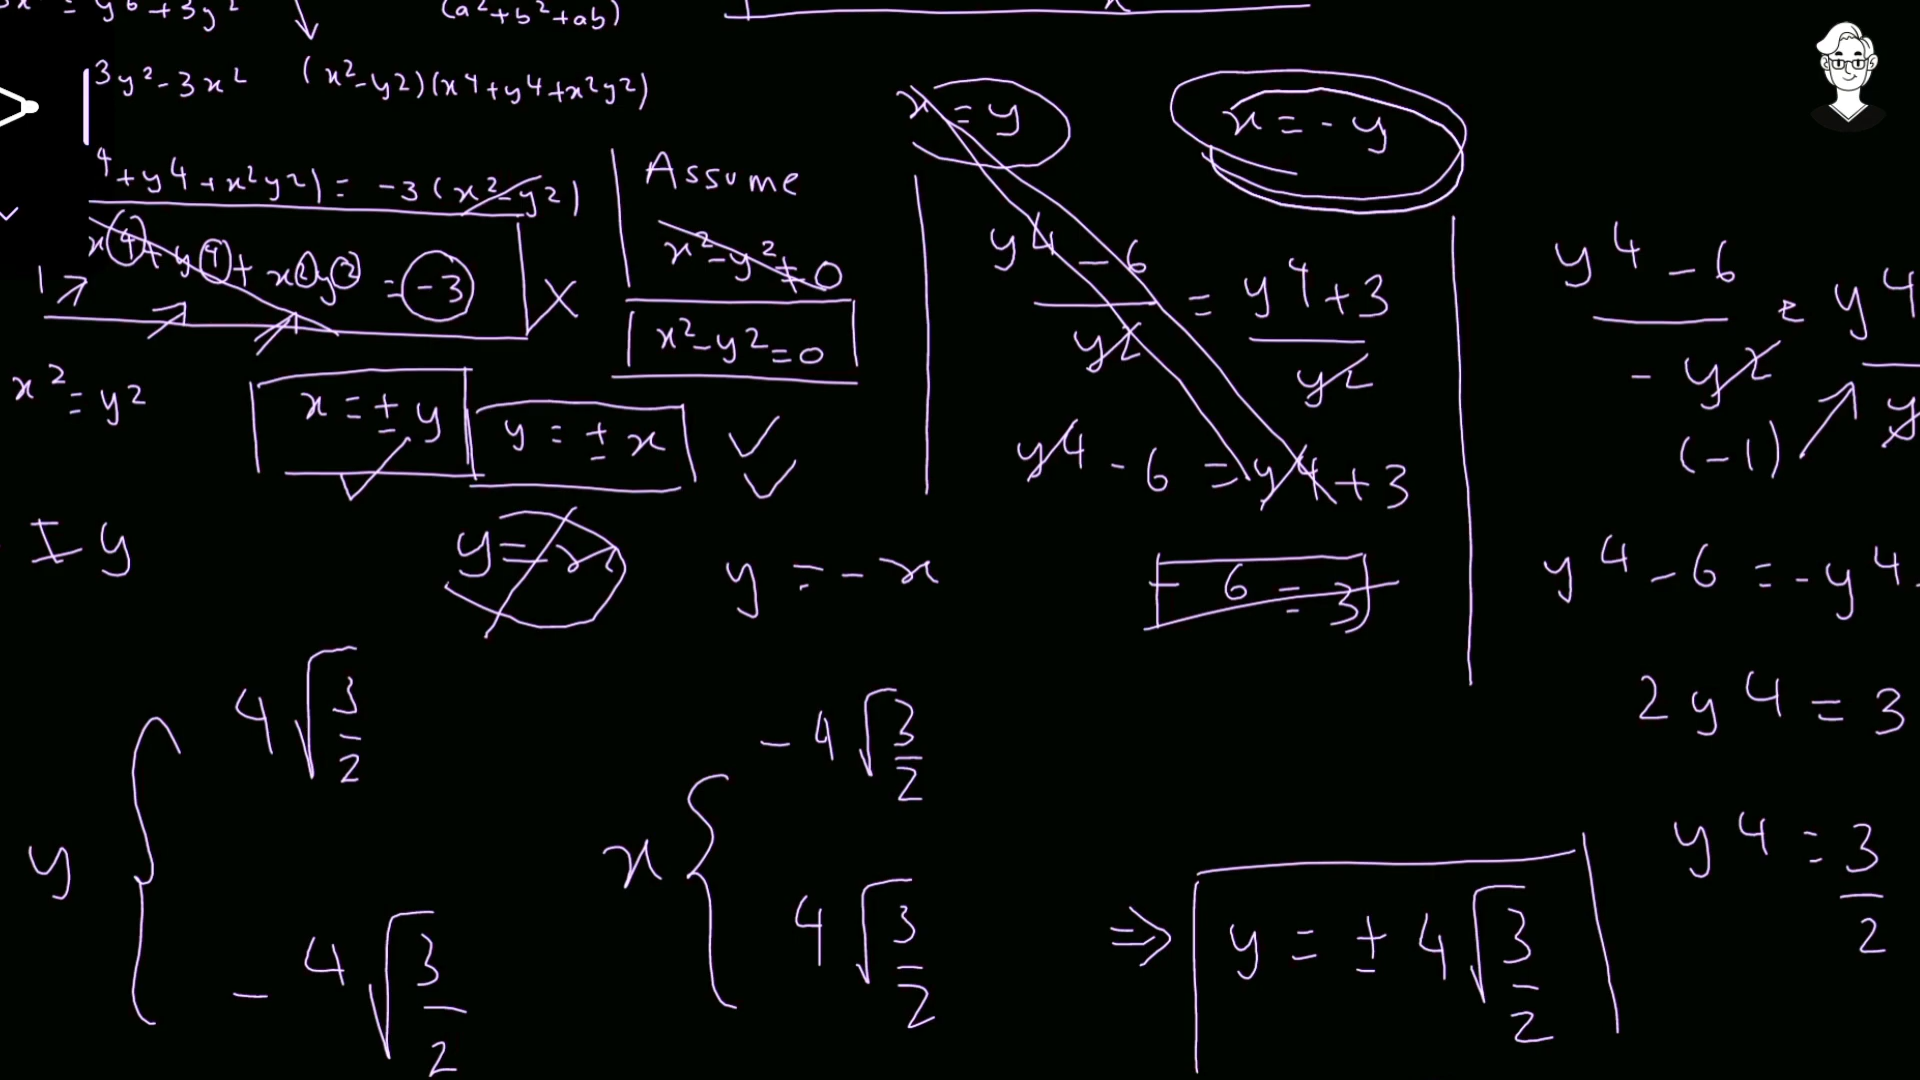 = y⁶ + 3y²
(a² + b² + ab)
x
3y² - 3x²
(x² - y²)(x⁴ + y⁴ + x²y²)
x = y
x = - y
⁴ + y⁴ + x²y²) = -3(x² - y²)
Assume
x⁴ + y⁴ + x²y² = -3
x² - y² ≠ 0
x² - y² = 0
x² = y²
x = ± y
y = ± x
y⁴ - 6 / y² = y⁴ + 3 / y²
y⁴ - 6 = y⁴ + 3
- 6 = 3
y⁴ - 6 / - y² = y⁴ / y
(-1)
y⁴ - 6 = - y⁴ -
2y⁴ = 3
y⁴ = 3/2
I y
y = x
y = - x
y { 4√3/2
- 4√3/2
x { - 4√3/2
4√3/2
⇒ y = ± 4√3/2